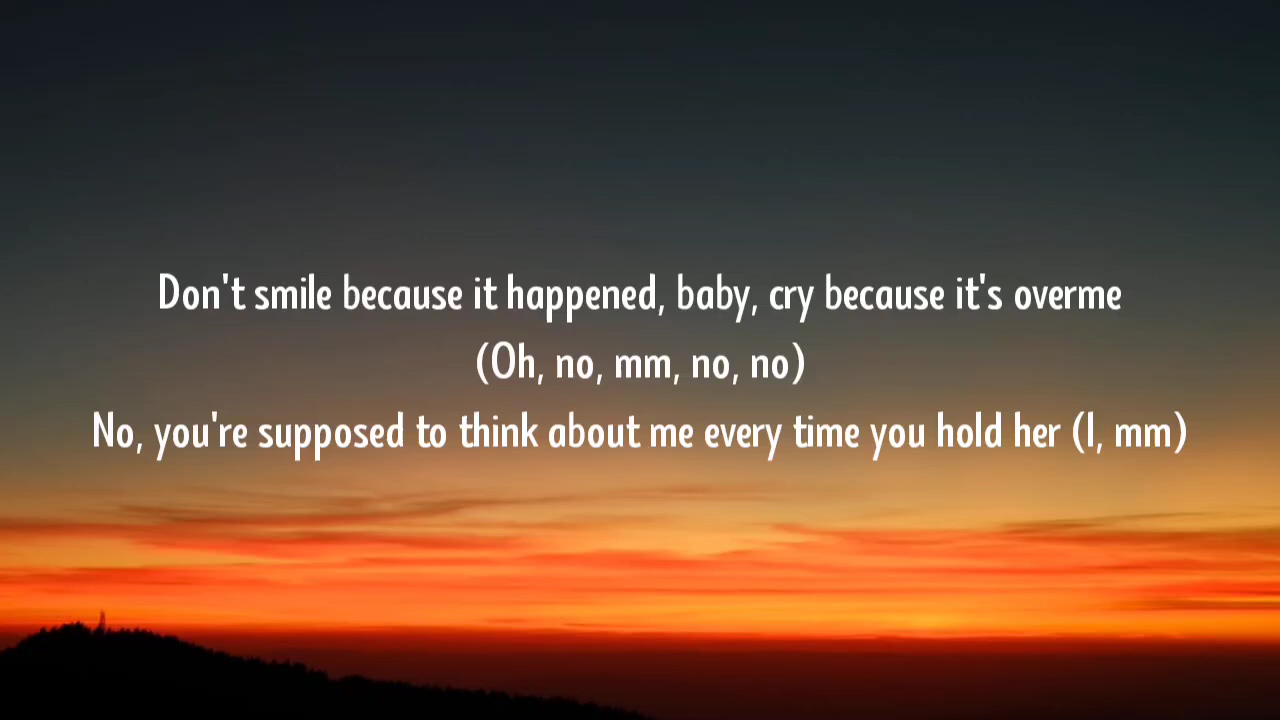 Don't smile because it happened, baby, cry because it's overme
(Oh, no, mm, no, no)
No, you're supposed to think about me every time you hold her (I, mm)